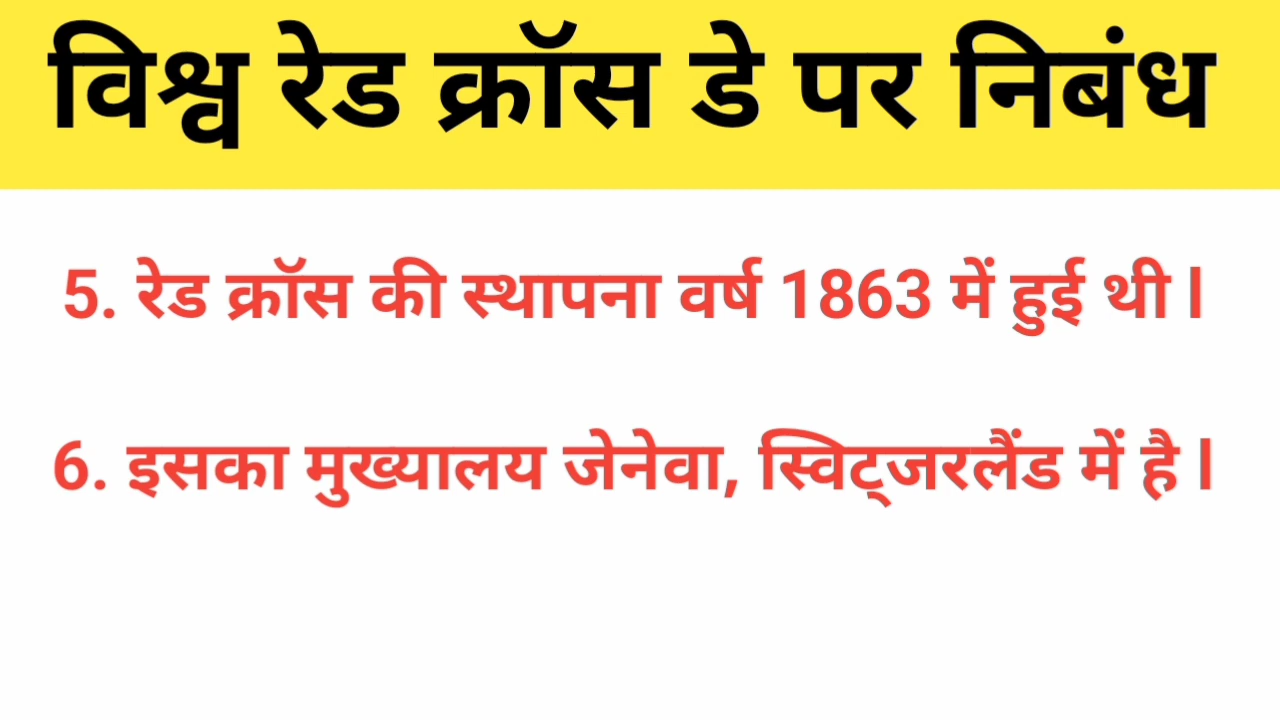 विश्व रेड क्रॉस डे पर निबंध
5. रेड क्रॉस की स्थापना वर्ष 1863 में हुई थी l
6. इसका मुख्यालय जेनेवा, स्विट्जरलैंड में है l